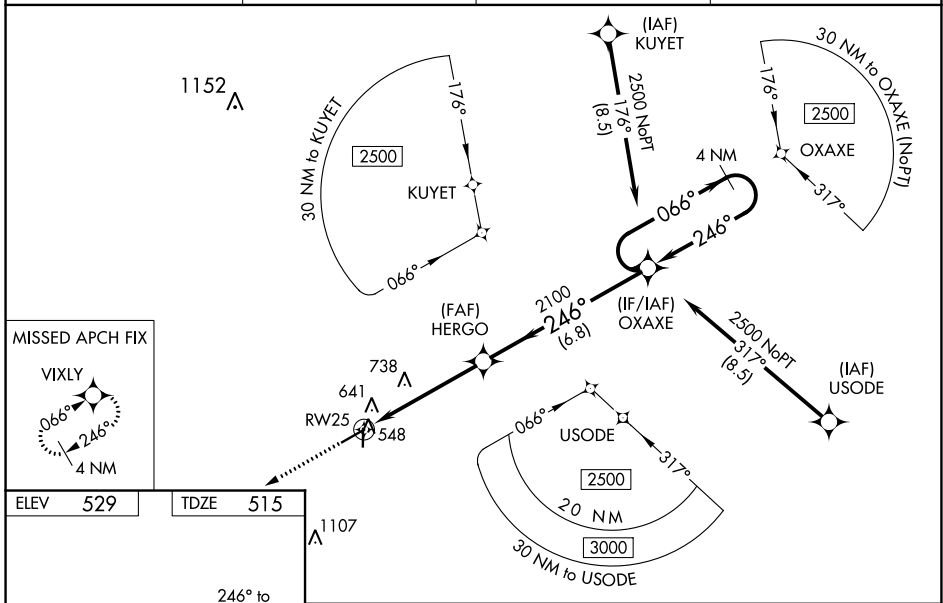 (IAF)
KUYET
2500 NoPT
176°
(8.5)
1152
30 NM to KUYET
176°
2500
KUYET
066°
30 NM to OXAXE (NoPT)
176°
2500
OXAXE
317°
4 NM
066°
246°
(IF/IAF)
OXAXE
2100
246°
(6.8)
(FAF)
HERGO
2500 NoPT
317°
(8.5)
(IAF)
USODE
738
641
RW25
548
MISSED APCH FIX
VIXLY
066°
246°
4 NM
066°
USODE
317°
2500
20 NM
3000
30 NM to USODE
ELEV 529
TDZE 515
1107
246° to